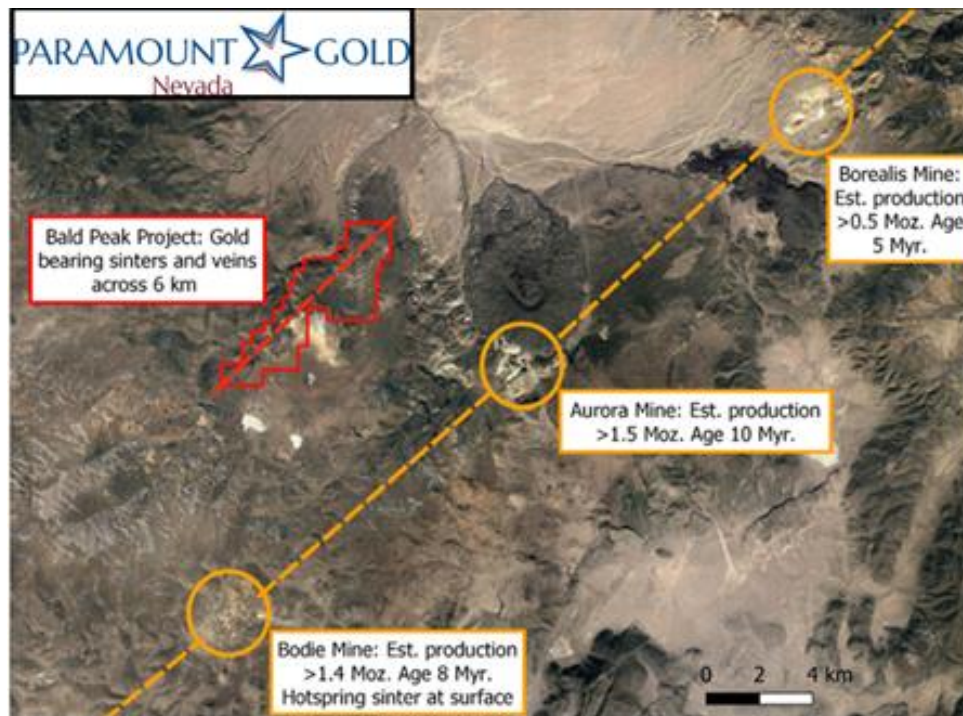 PARAMOUNT GOLD
Nevada
Borealis Mine:
Est. production
>0.5 Moz. Age
5 Myr.
Bald Peak Project: Gold
bearing sinters and veins
across 6 km
Aurora Mine: Est. production
>1.5 Moz. Age 10 Myr.
Bodie Mine: Est. production
>1.4 Moz. Age 8 Myr.
Hotspring sinter at surface
0 2 4 km